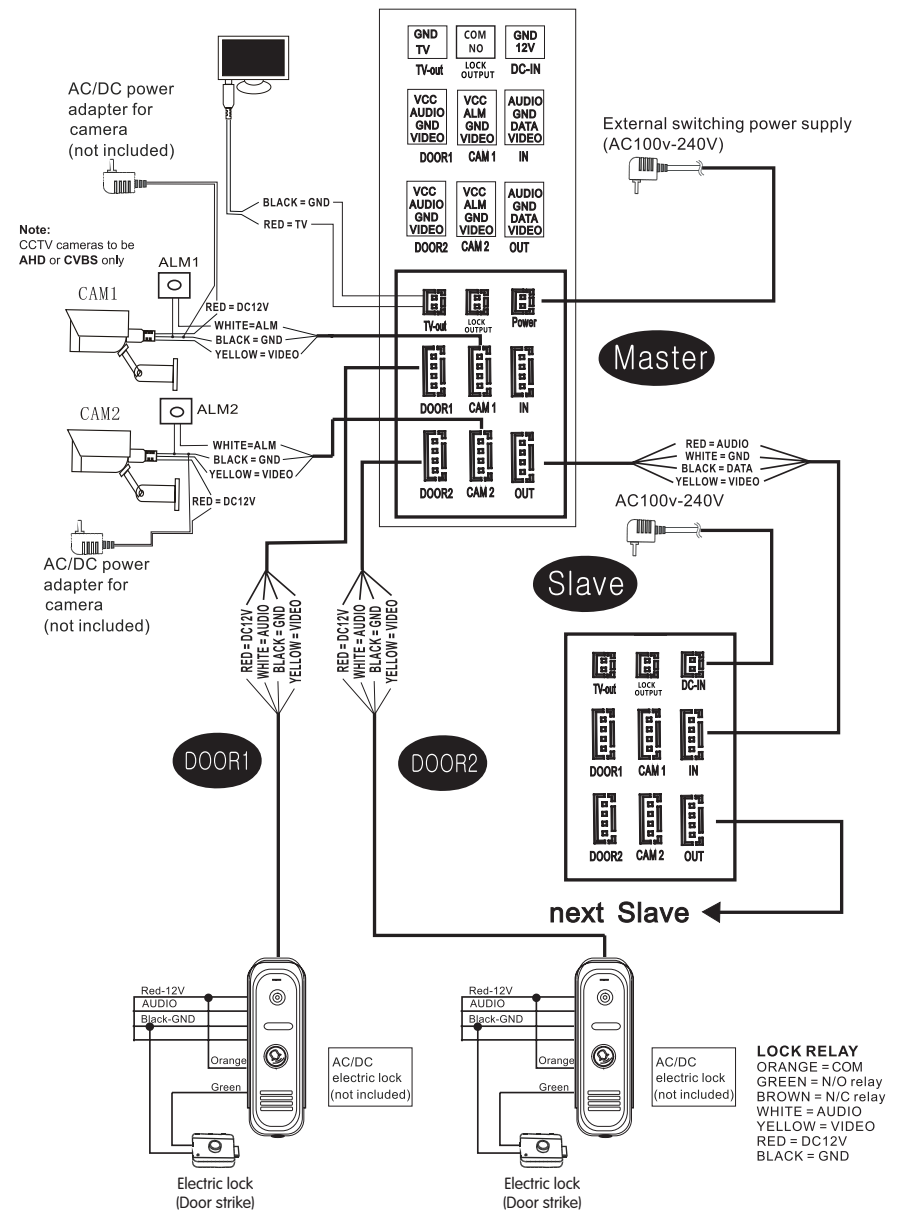 GND
TV
TV-out
COM
NO
LOCK
OUTPUT
GND
12V
DC-IN
VCC
AUDIO
GND
VIDEO
DOOR1
VCC
ALM
GND
VIDEO
CAM 1
AUDIO
GND
DATA
VIDEO
IN
VCC
AUDIO
GND
VIDEO
DOOR2
VCC
ALM
GND
VIDEO
CAM 2
AUDIO
GND
DATA
VIDEO
OUT
AC/DC power
adapter for
camera
(not included)
External switching power supply
(AC100v-240V)
BLACK = GND
RED = TV
Note:
CCTV cameras to be
AHD or CVBS only
ALM1
CAM1
RED = DC12V
WHITE=ALM
BLACK = GND
YELLOW = VIDEO
TV-out
LOCK
OUTPUT
Power
Master
DOOR1
CAM 1
IN
DOOR2
CAM 2
OUT
CAM2
ALM2
WHITE=ALM
BLACK = GND
YELLOW = VIDEO
RED = DC12V
AC/DC power
adapter for
camera
(not included)
RED = AUDIO
WHITE = GND
BLACK = DATA
YELLOW = VIDEO
AC100v-240V
Slave
RED = DC12V
WHITE = AUDIO
BLACK = GND
YELLOW = VIDEO
RED = DC12V
WHITE = AUDIO
BLACK = GND
YELLOW = VIDEO
TV-out
LOCK
OUTPUT
DC-IN
DOOR1
CAM 1
IN
DOOR2
CAM 2
OUT
DOOR1
DOOR2
next Slave
Red-12V
AUDIO
Black-GND
Orange
Green
AC/DC
electric lock
(not included)
Electric lock
(Door strike)
Red-12V
AUDIO
Black-GND
Orange
Green
AC/DC
electric lock
(not included)
Electric lock
(Door strike)
LOCK RELAY
ORANGE = COM
GREEN = N/O relay
BROWN = N/C relay
WHITE = AUDIO
YELLOW = VIDEO
RED = DC12V
BLACK = GND